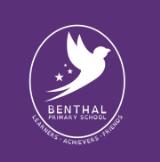 BENTHAL
PRIMARY SCHOOL
LEARNERS · ACHIEVERS · FRIENDS